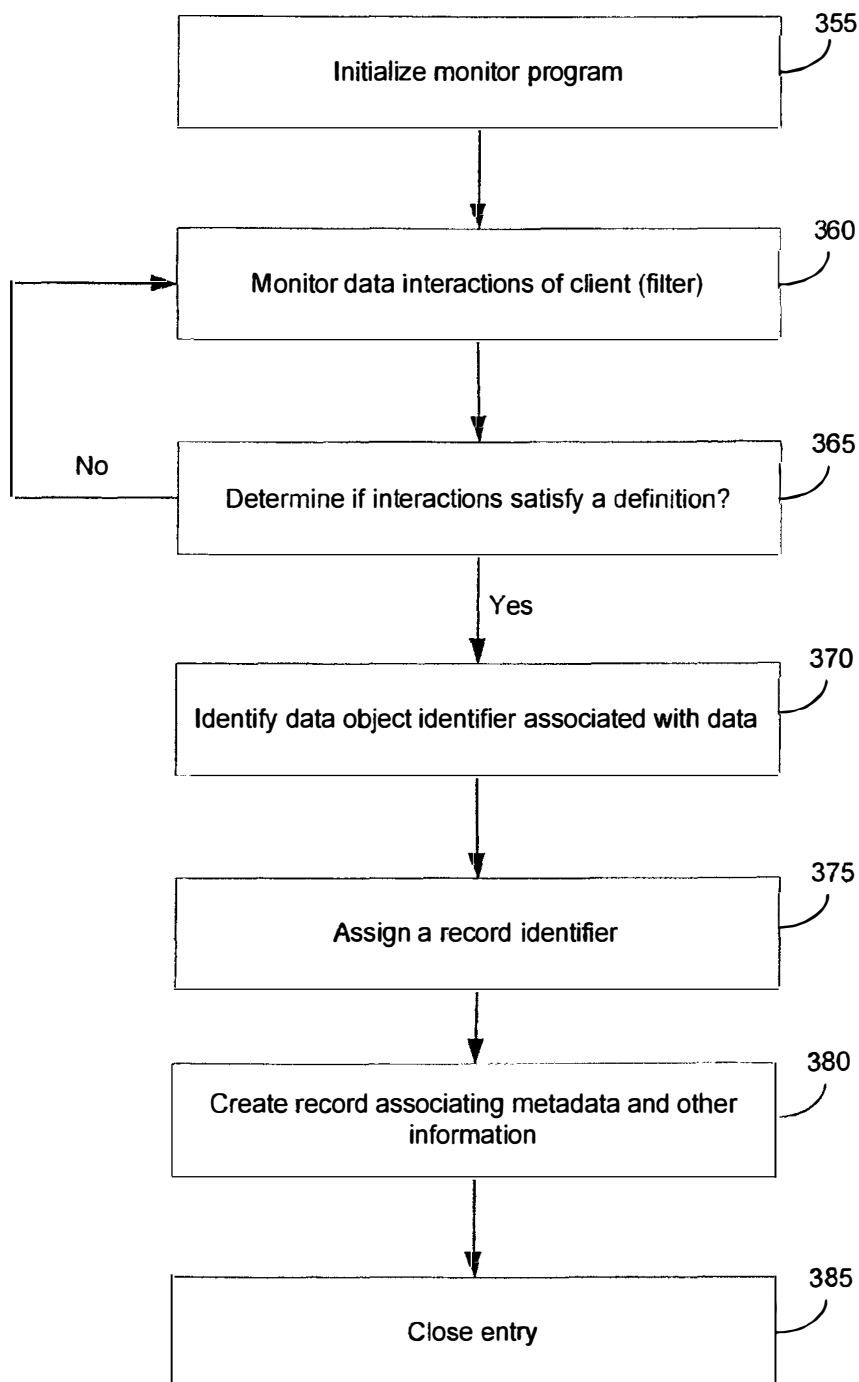 355
Initialize monitor program
360
Monitor data interactions of client (filter)
365
No
Determine if interactions satisfy a definition?
Yes
370
Identify data object identifier associated with data
375
Assign a record identifier
380
Create record associating metadata and other
information
385
Close entry